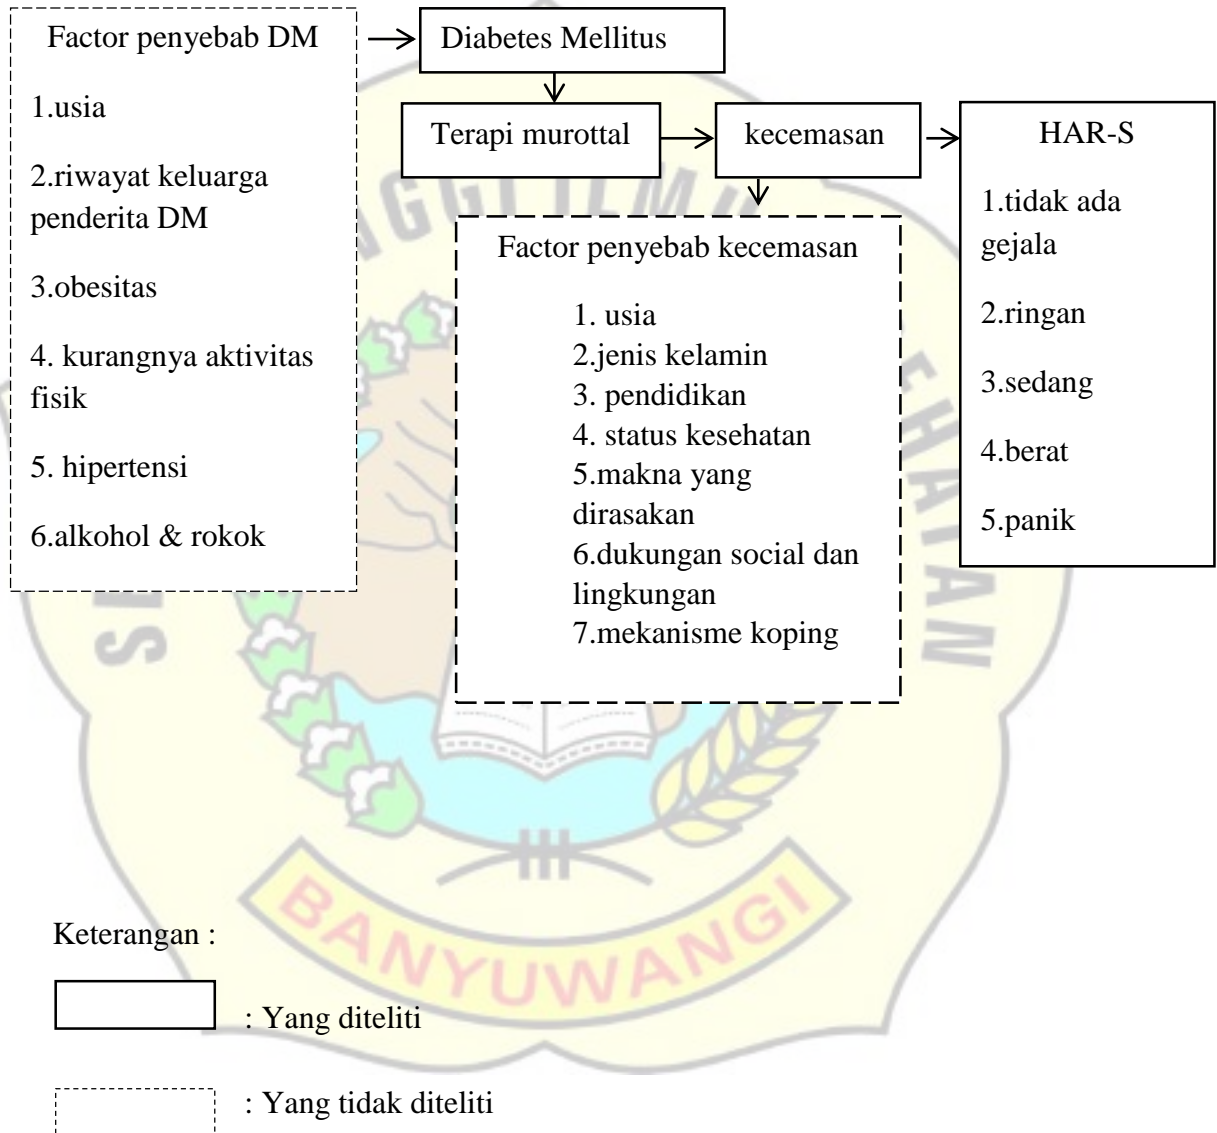 Factor penyebab DM
1.usia
2.riwayat keluarga
penderita DM
3.obesitas
4. kurangnya aktivitas
fisik
5. hipertensi
6.alkohol & rokok
Diabetes Mellitus
Terapi murottal
kecemasan
HAR-S
1.tidak ada
gejala
2.ringan
3.sedang
4.berat
5.panik
Factor penyebab kecemasan
1. usia
2.jenis kelamin
3. pendidikan
4. status kesehatan
5.makna yang
dirasakan
6.dukungan social dan
lingkungan
7.mekanisme koping
BANYUWANGI
Keterangan :
: Yang diteliti
: Yang tidak diteliti